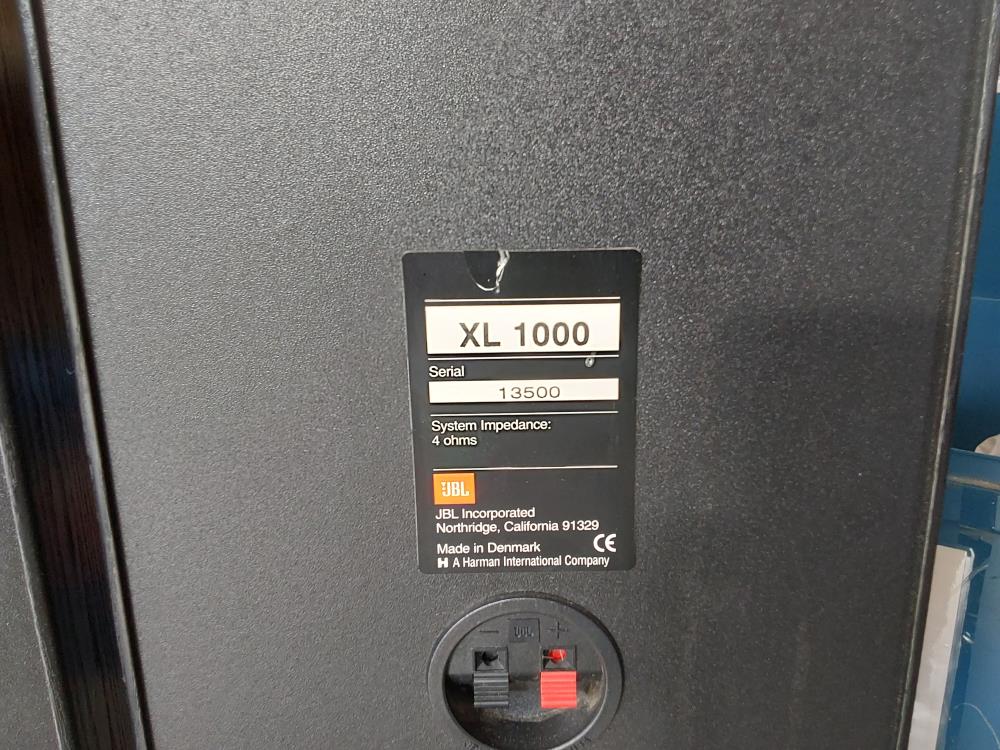 XL 1000
Serial
13500
System Impedance:
4 ohms
JBL
JBL Incorporated
Northridge, California 91329
Made in Denmark CE
H A Harman International Company
− JBL +